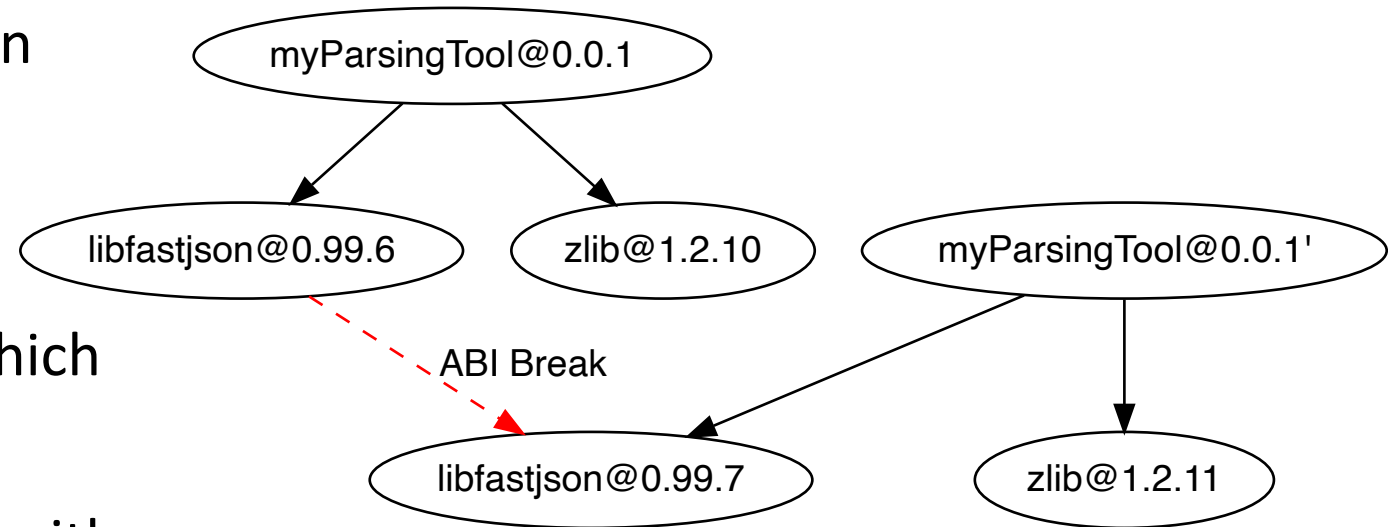 n
myParsingTool@0.0.1
libfastjson@0.99.6
zlib@1.2.10
myParsingTool@0.0.1'
hich
ABI Break
libfastjson@0.99.7
zlib@1.2.11